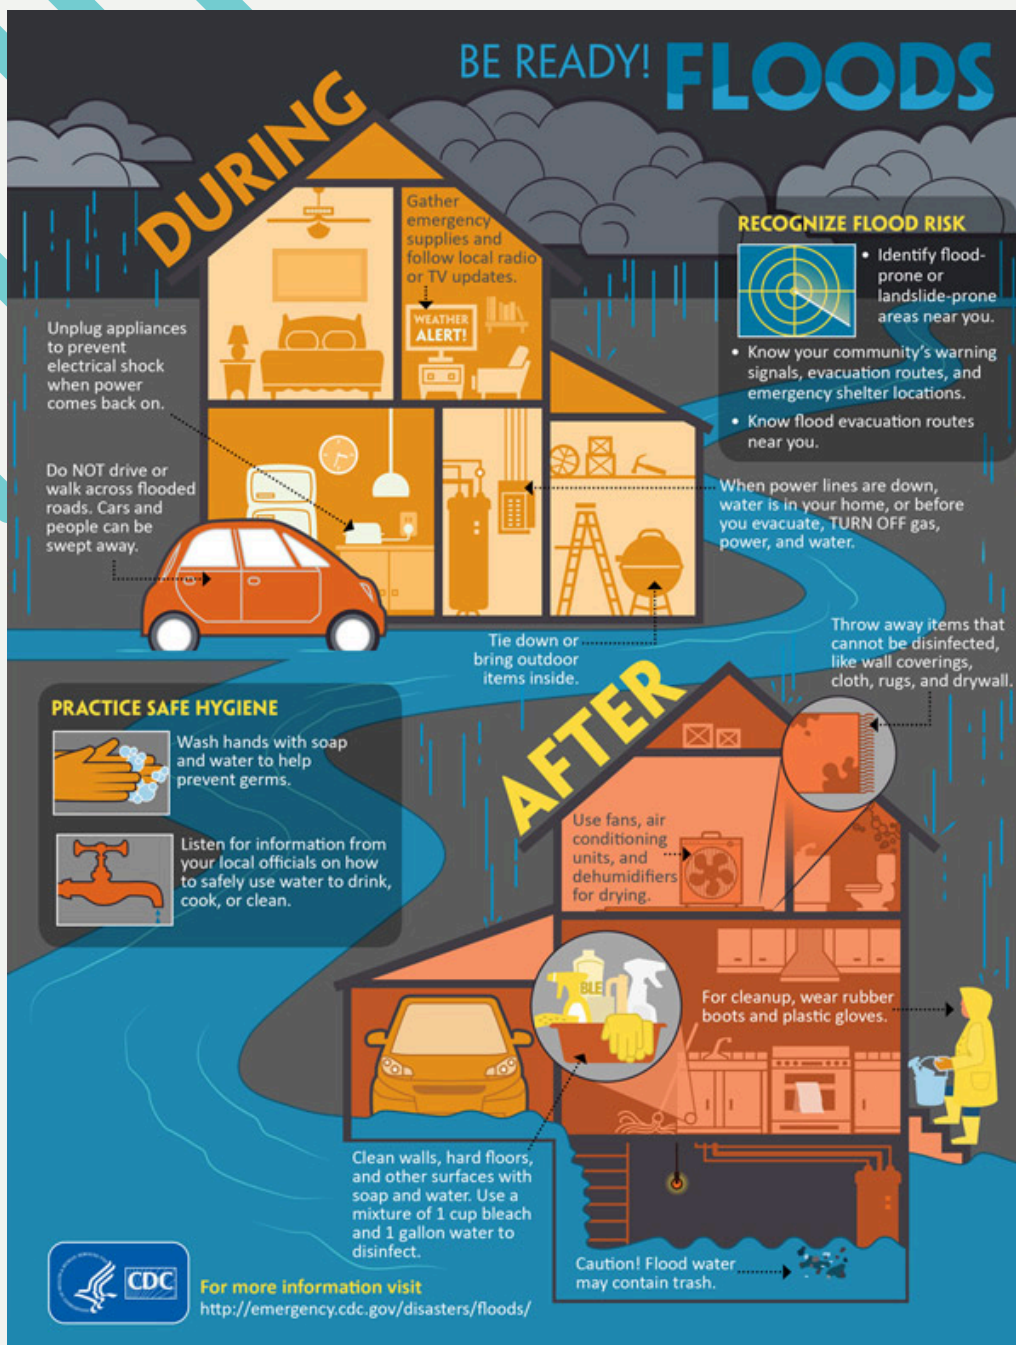 BE READY! FLOODS
DURING
Gather
emergency
supplies and
follow local radio
or TV updates.
WEATHER
ALERT!
RECOGNIZE FLOOD RISK
• Identify flood-
prone or
landslide-prone
areas near you.
• Know your community's warning
signals, evacuation routes, and
emergency shelter locations.
• Know flood evacuation routes
near you.
Unplug appliances
to prevent
electrical shock
when power
comes back on.
Do NOT drive or
walk across flooded
roads. Cars and
people can be
swept away.
When power lines are down,
water is in your home, or before
you evacuate, TURN OFF gas,
power, and water.
Tie down or
bring outdoor
items inside.
Throw away items that
cannot be disinfected,
like wall coverings,
cloth, rugs, and drywall.
PRACTICE SAFE HYGIENE
Wash hands with soap
and water to help
prevent germs.
Listen for information from
your local officials on how
to safely use water to drink,
cook, or clean.
AFTER
Use fans, air
conditioning
units, and
dehumidifiers
for drying.
BLE
For cleanup, wear rubber
boots and plastic gloves.
Clean walls, hard floors,
and other surfaces with
soap and water. Use a
mixture of 1 cup bleach
and 1 gallon water to
disinfect.
Caution! Flood water
may contain trash.
CDC
For more information visit
http://emergency.cdc.gov/disasters/floods/